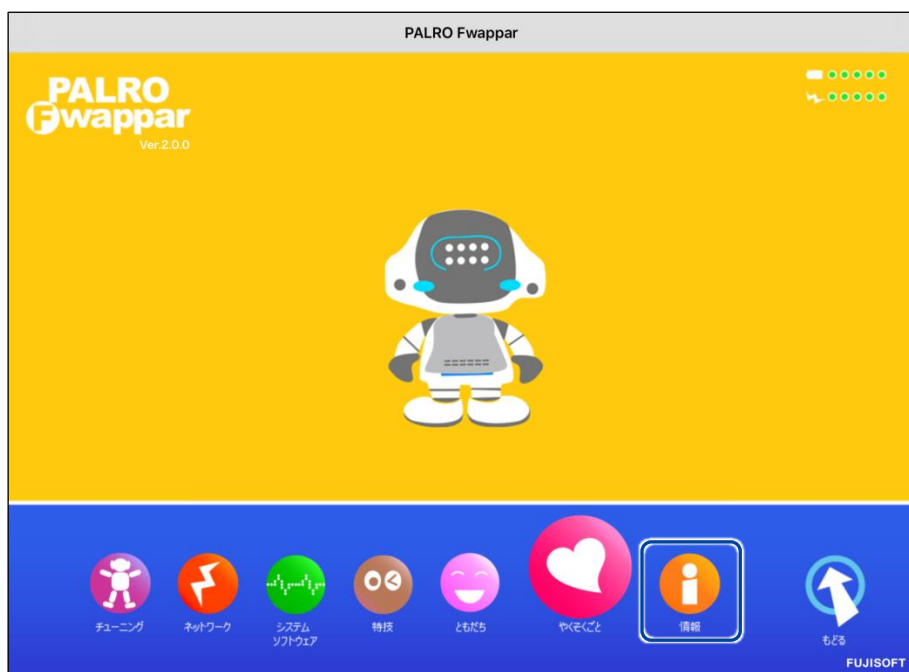 PALRO Fwappar
PALRO
Fwappar
Ver.2.0.0
チューニング
ネットワーク
システム
ソフトウェア
特技
ともだち
やくそくごと
情報
もどる
FUJISOFT